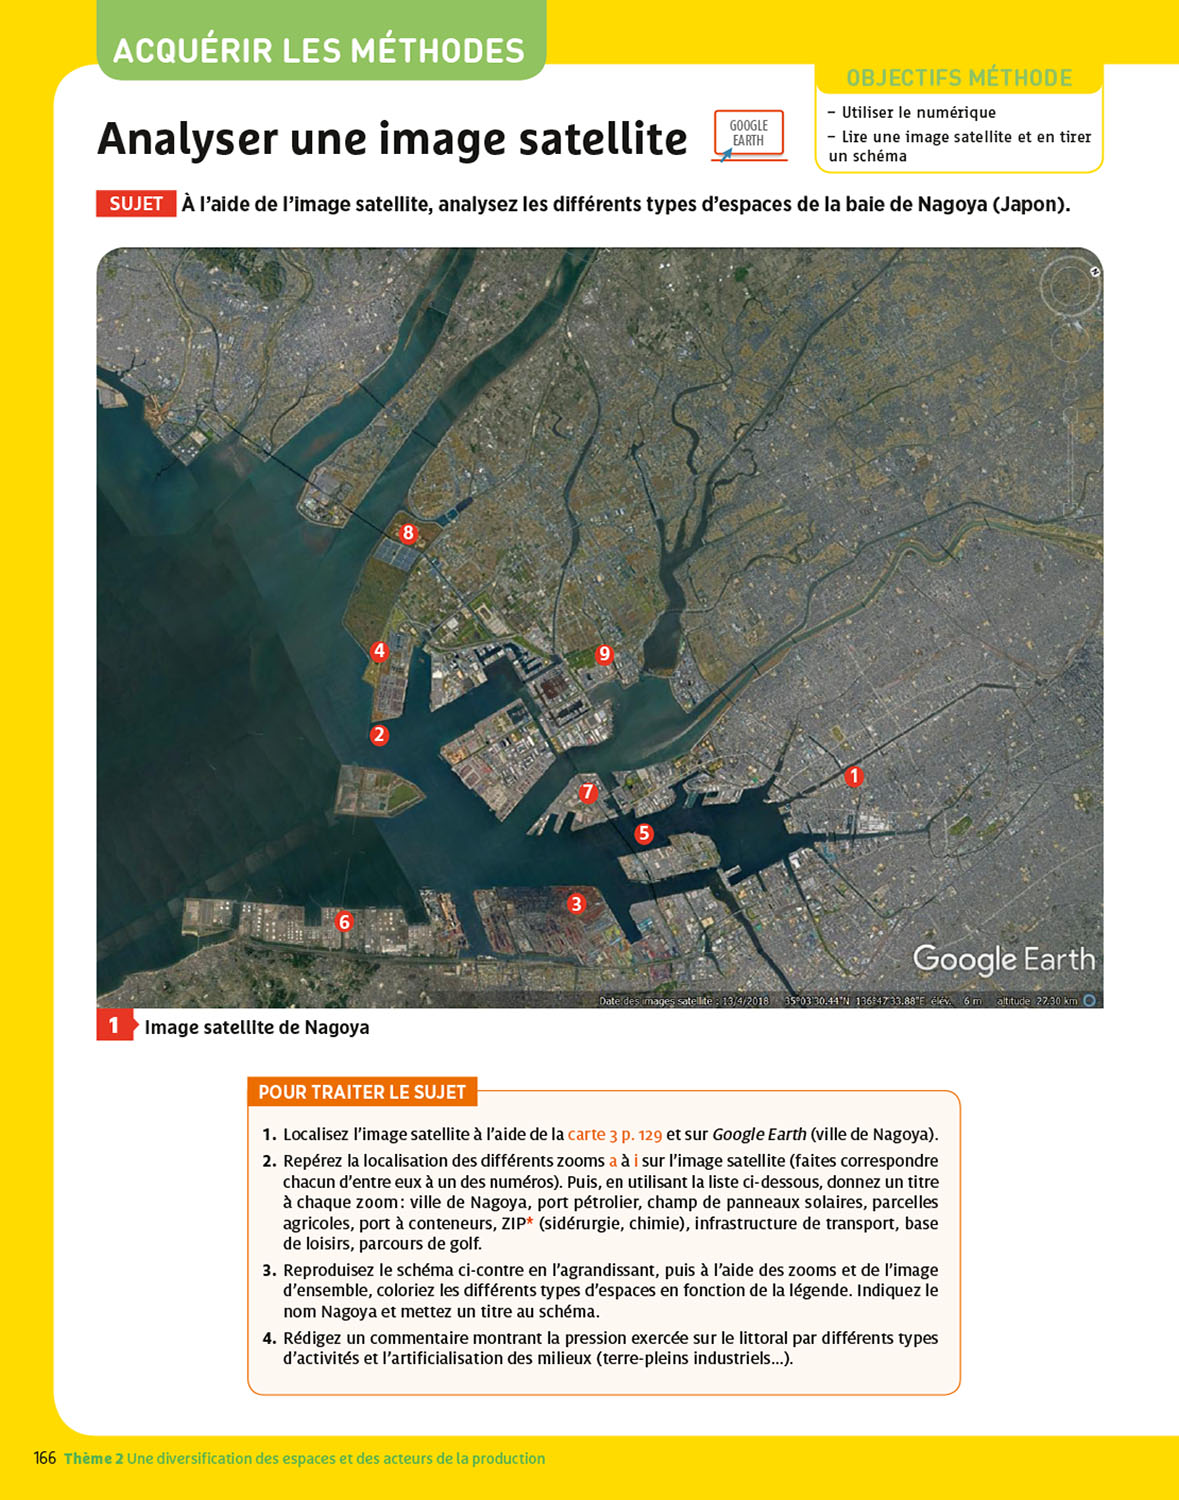 ACQUÉRIR LES MÉTHODES
OBJECTIFS MÉTHODE
– Utiliser le numérique
– Lire une image satellite et en tirer
un schéma
Analyser une image satellite
GOOGLE
EARTH
SUJET À l'aide de l'image satellite, analysez les différents types d'espaces de la baie de Nagoya (Japon).
N
8
4
9
2
1
7
5
3
6
Google Earth
Date des images satellite : 13/4/2018 35°03'30.44"N 136°47'33.88"E élév. 6 m altitude 27.30 km
1 Image satellIte de Nagoya
POUR TRAITER LE SUJET
1. Localisez l'image satellite à l'aide de la carte 3 p. 129 et sur Google Earth (ville de Nagoya).
2. Repérez la localisation des différents zooms a à i sur l'image satellite (faites correspondre
chacun d'entre eux à un des numéros). Puis, en utilisant la liste ci-dessous, donnez un titre
à chaque zoom : ville de Nagoya, port pétrolier, champ de panneaux solaires, parcelles
agricoles, port à conteneurs, ZIP* (sidérurgie, chimie), infrastructure de transport, base
de loisirs, parcours de golf.
3. Reproduisez le schéma ci-contre en l'agrandissant, puis à l'aide des zooms et de l'image
d'ensemble, coloriez les différents types d'espaces en fonction de la légende. Indiquez le
nom Nagoya et mettez un titre au schéma.
4. Rédigez un commentaire montrant la pression exercée sur le littoral par différents types
d'activités et l'artificialisation des milieux (terre-pleins industriels...).
166 Thème 2 Une diversification des espaces et des acteurs de la production